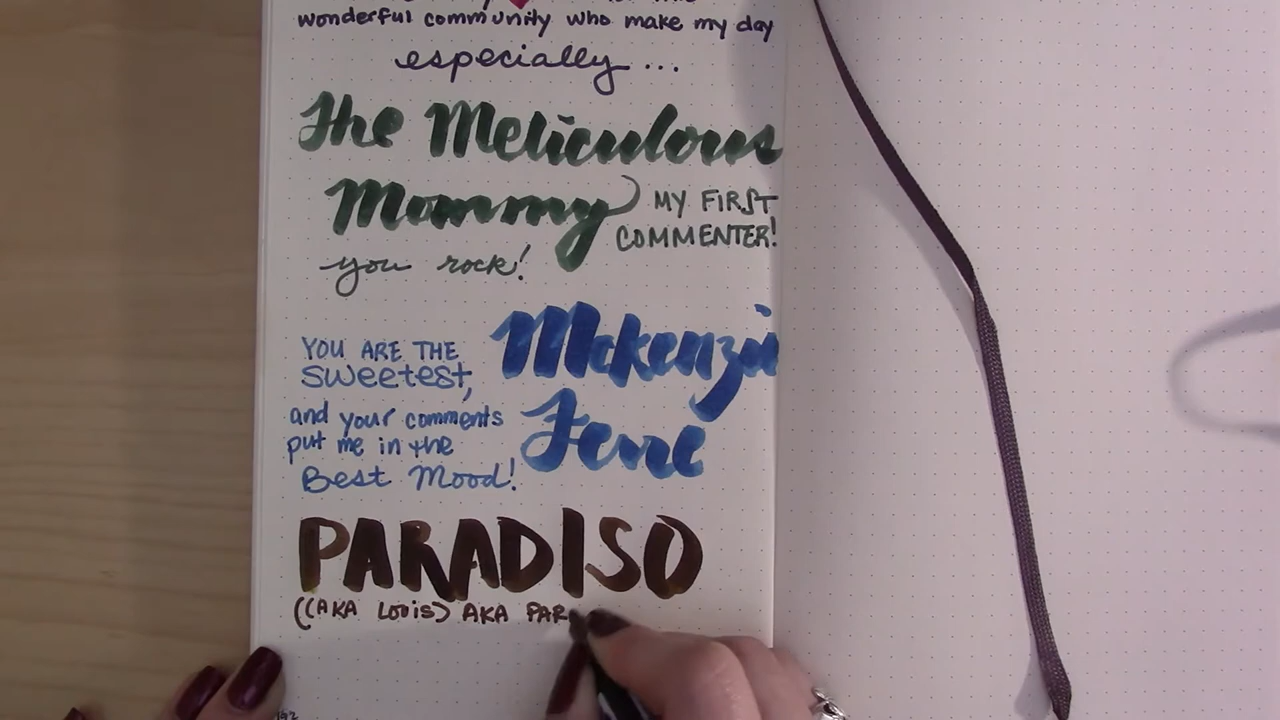 wonderful community who make my day
especially ...
The Meticulous
Mommy
MY FIRST
COMMENTER!
you rock!
YOU ARE THE
sweetest,
and your comments
put me in the
Best Mood!
Mckenzie
Fene
PARADISO
((AKA LOUIS) AKA PAR